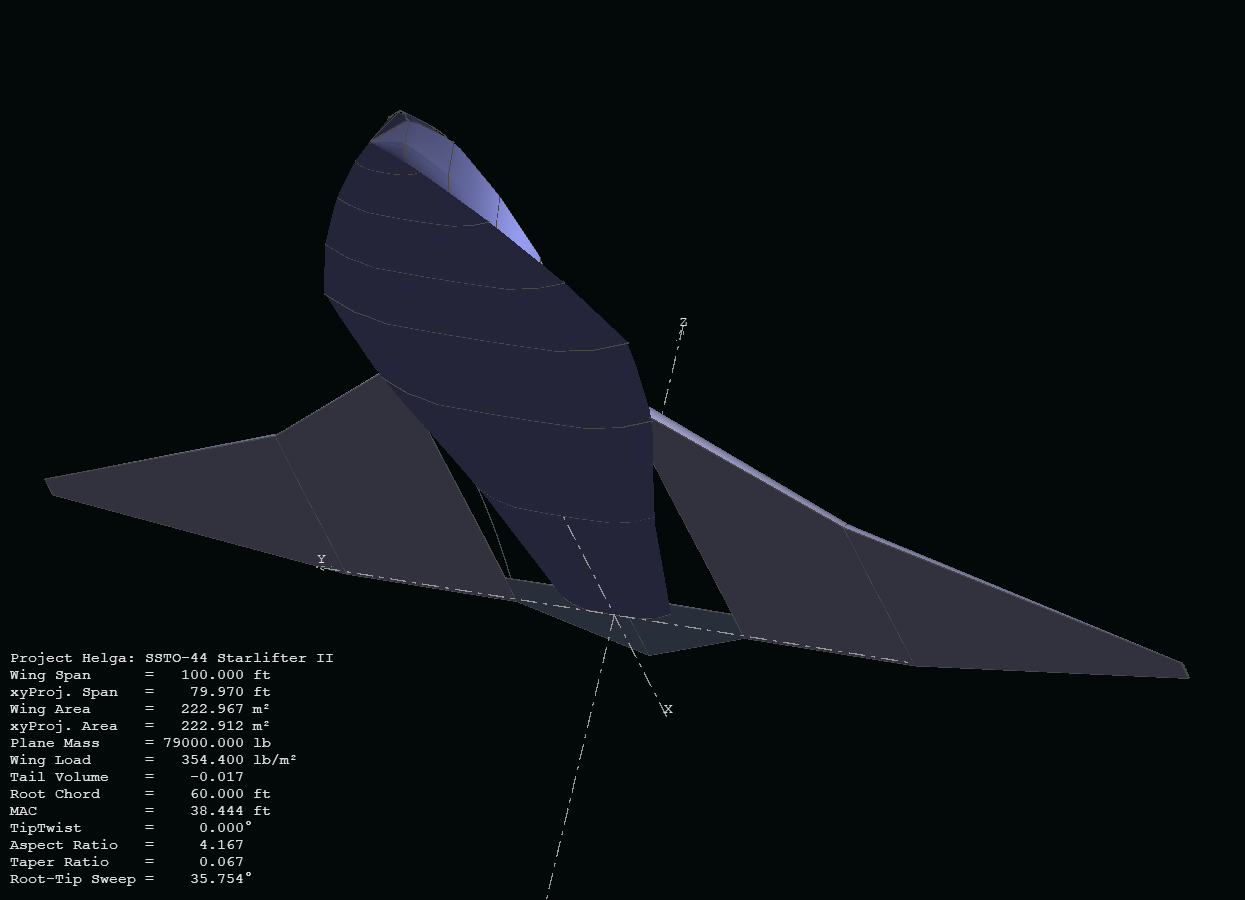 Z
Y
X
Project Helga: SSTO-44 Starlifter II
Wing Span = 100.000 ft
xyProj. Span = 79.970 ft
Wing Area = 222.967 m²
xyProj. Area = 222.912 m²
Plane Mass = 79000.000 lb
Wing Load = 354.400 lb/m²
Tail Volume = -0.017
Root Chord = 60.000 ft
MAC = 38.444 ft
TipTwist = 0.000°
Aspect Ratio = 4.167
Taper Ratio = 0.067
Root-Tip Sweep = 35.754°